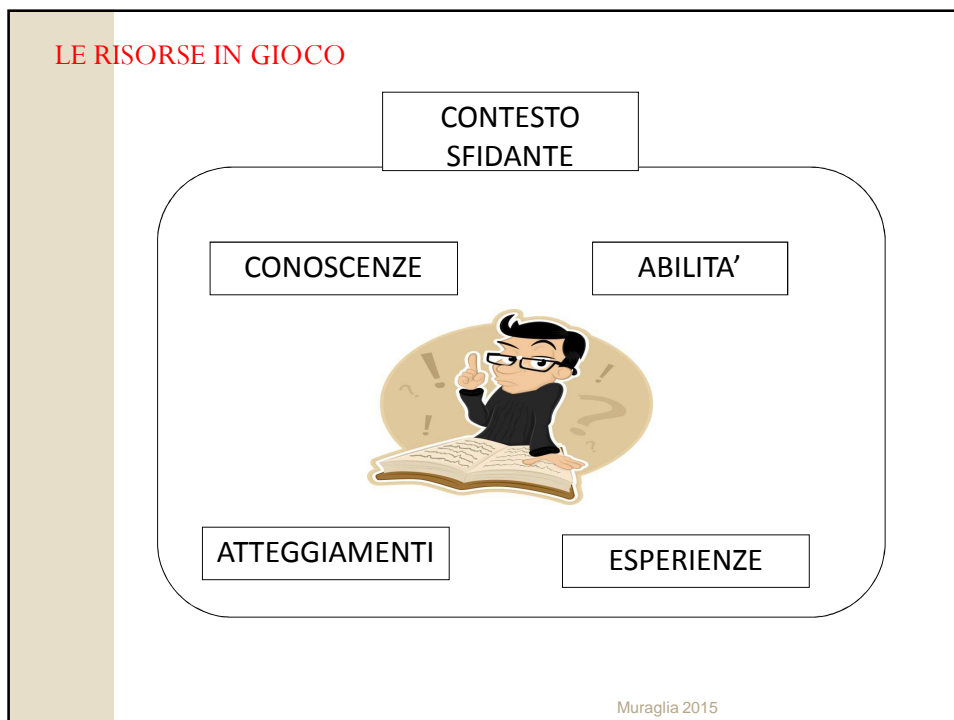 LE RISORSE IN GIOCO
CONTESTO
SFIDANTE
CONOSCENZE
ABILITA’
ATTEGGIAMENTI
ESPERIENZE
Muraglia 2015